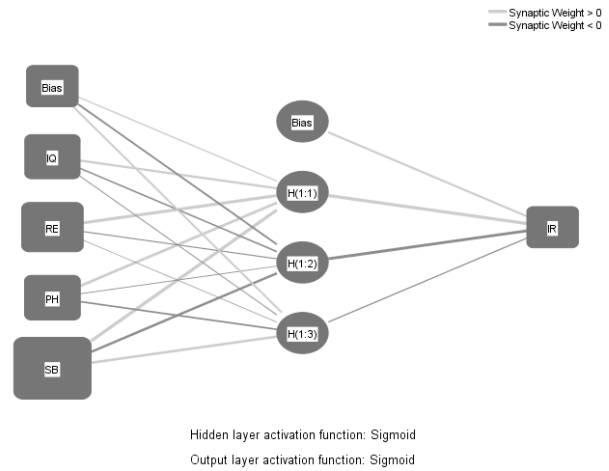 Synaptic Weight > 0
Synaptic Weight < 0
Bias
IQ
RE
PH
SB
Bias
H(1:1)
H(1:2)
H(1:3)
IR
Hidden layer activation function: Sigmoid
Output layer activation function: Sigmoid